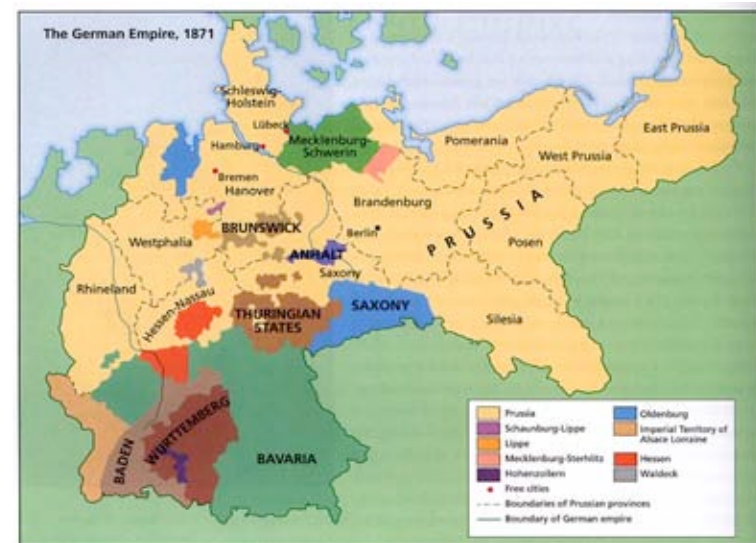 The German Empire, 1871
Schleswig-
Holstein
Lübeck
Hamburg
Mecklenburg-
Schwerin
Pomerania
East Prussia
West Prussia
Bremen
Hanover
Brandenburg
Berlin
PRUSSIA
Posen
BRUNSWICK
Westphalia
ANHALT
Saxony
Rhineland
Hessen-Nassau
THURINGIAN
STATES
SAXONY
Silesia
BADEN
WÜRTTEMBERG
BAVARIA
Prussia
Schaunburg-Lippe
Lippe
Mecklenburg-Sterhlitz
Hohenzollern
Free cities
Boundaries of Prussian provinces
Boundary of German empire
Oldenburg
Imperial Territory of
Alsace Lorraine
Hessen
Waldeck